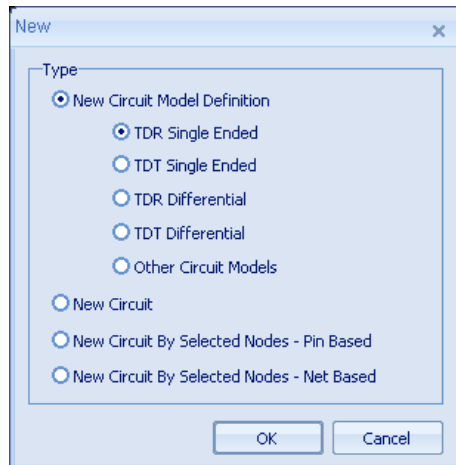 New
Type
New Circuit Model Definition
TDR Single Ended
TDT Single Ended
TDR Differential
TDT Differential
Other Circuit Models
New Circuit
New Circuit By Selected Nodes - Pin Based
New Circuit By Selected Nodes - Net Based
OK Cancel